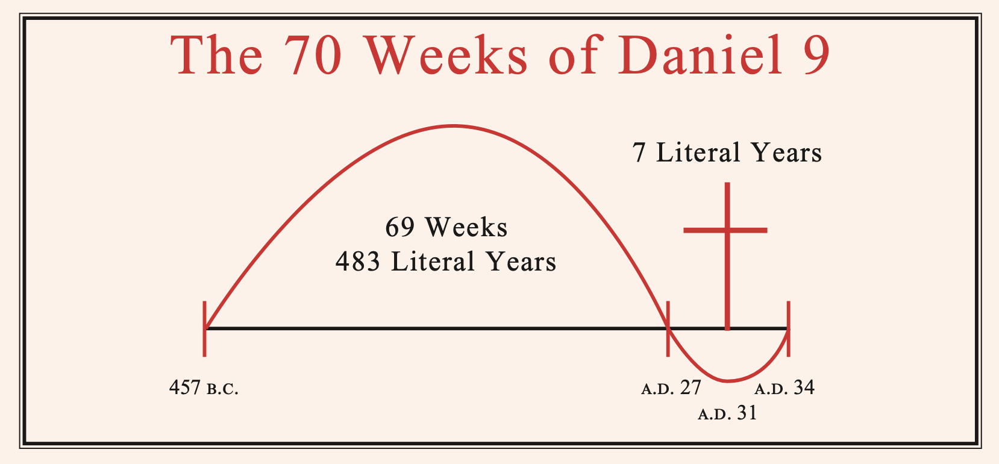 The 70 Weeks of Daniel 9
7 Literal Years
69 Weeks
483 Literal Years
457 B.C.
A.D. 27
A.D. 34
A.D. 31